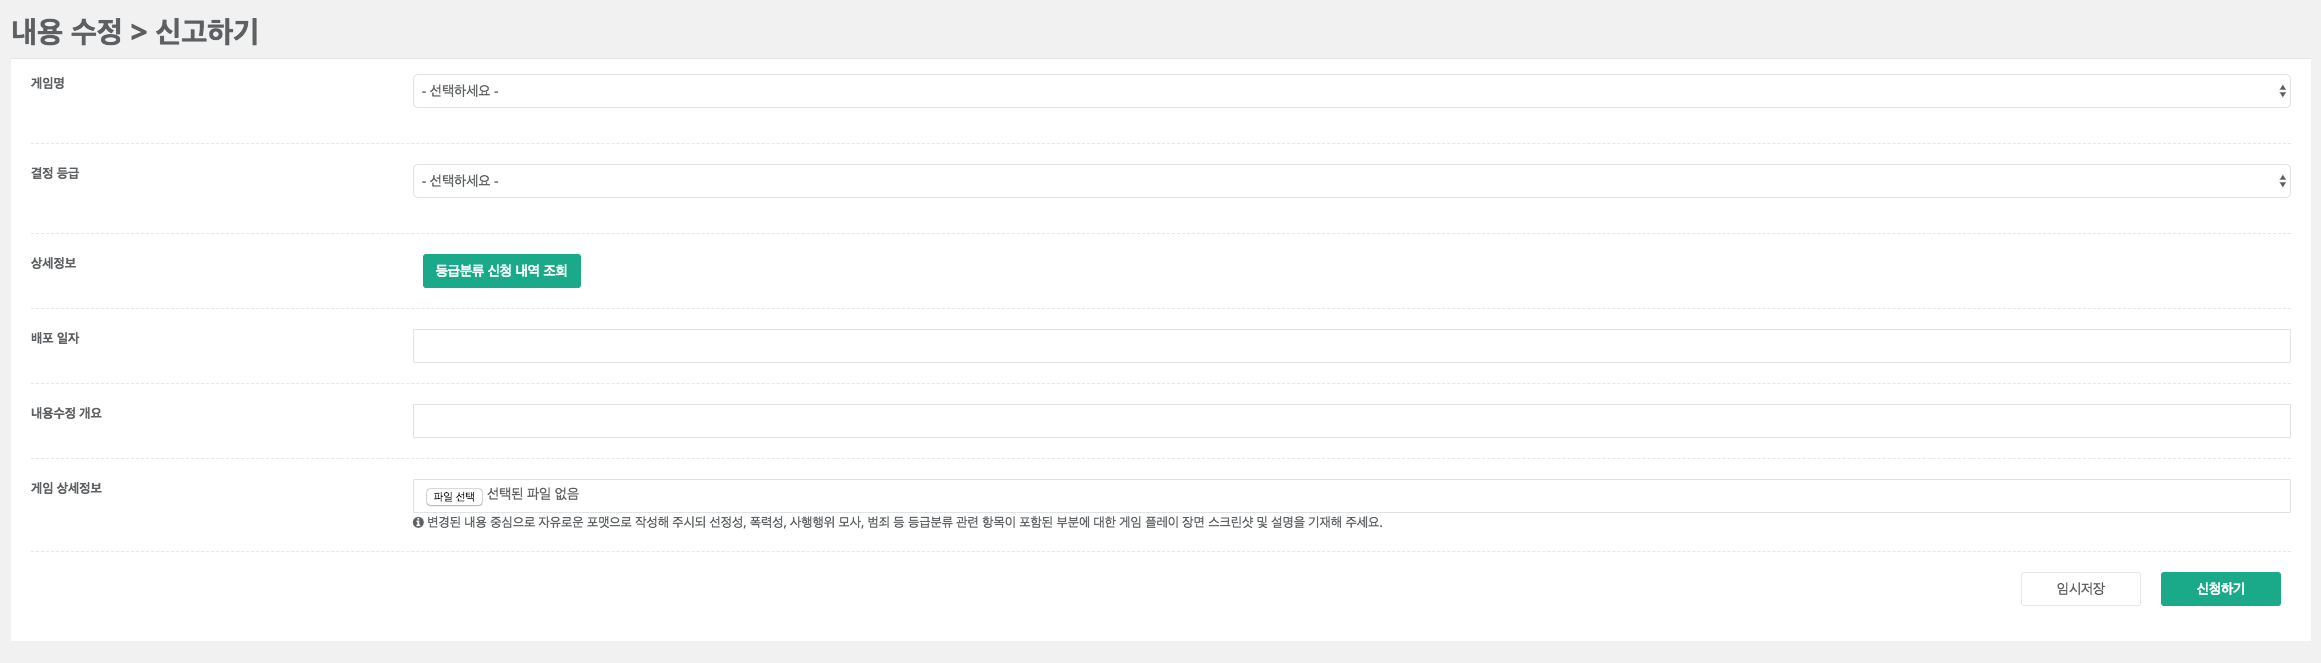 내용 수정 > 신고하기
게임명
- 선택하세요 -
결정 등급
- 선택하세요 -
상세정보
등급분류 신청 내역 조회
배포 일자
내용수정 개요
게임 상세정보
파일 선택 선택된 파일 없음
변경된 내용 중심으로 자유로운 포맷으로 작성해 주시되 선정성, 폭력성, 사행행위 모사, 범죄 등 등급분류 관련 항목이 포함된 부분에 대한 게임 플레이 장면 스크린샷 및 설명을 기재해 주세요.
임시저장
신청하기